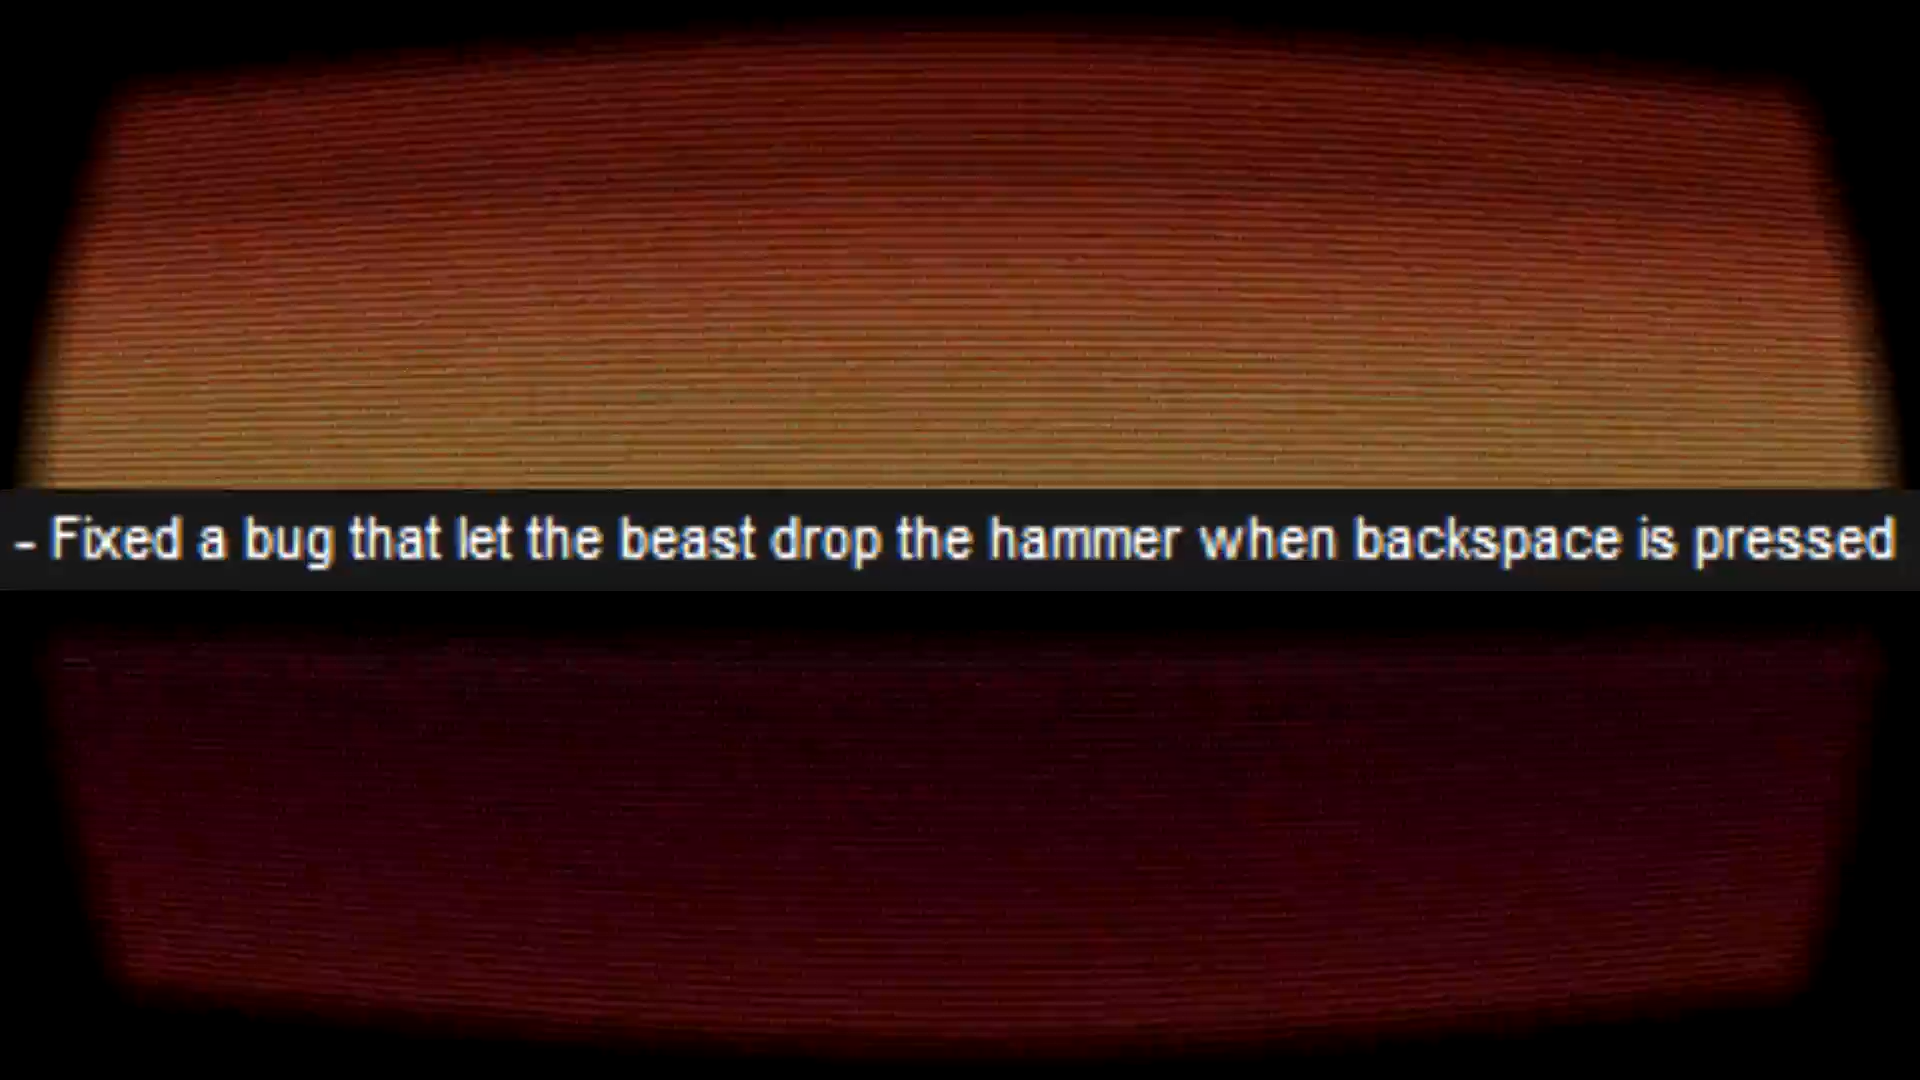 - Fixed a bug that let the beast drop the hammer when backspace is pressed